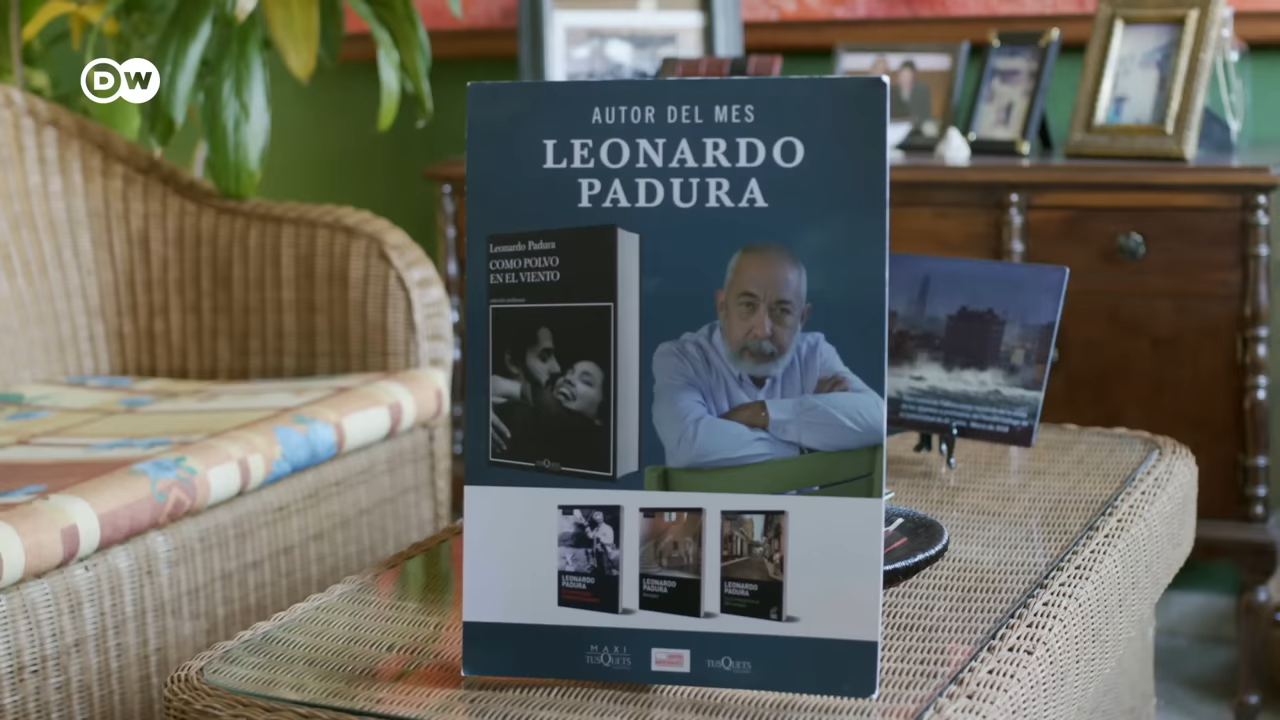 DW
AUTOR DEL MES
LEONARDO
PADURA
Leonardo Padura
COMO POLVO
EN EL VIENTO
TUSQUETS
LEONARDO
PADURA
LEONARDO
PADURA
LEONARDO
PADURA
MAXI
TUSQUETS
TUSQUETS